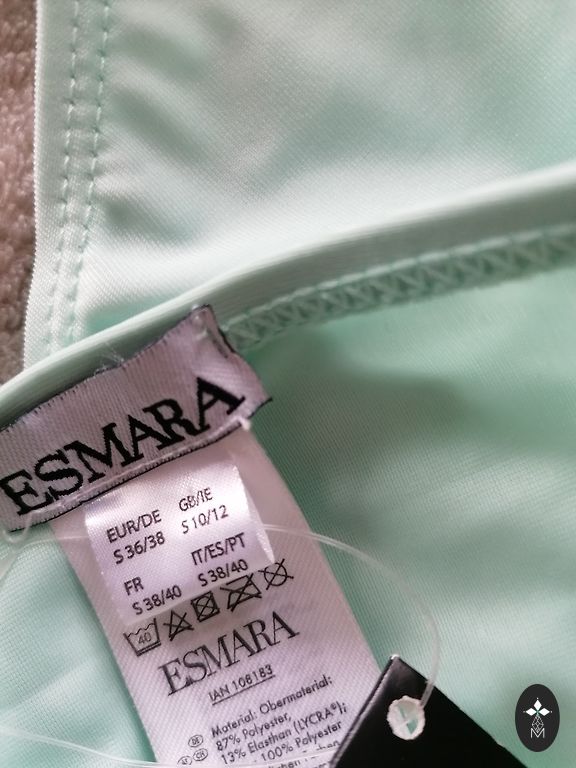 ESMARA
EUR/DE GB/IE
S 36/38 S 10/12
FR IT/ES/PT
S 38/40 S 38/40
40
ESMARA
IAN 108183
Material: Obermaterial:
87% Polyester,
13% Elasthan (LYCRA®);
100% Polyester
M